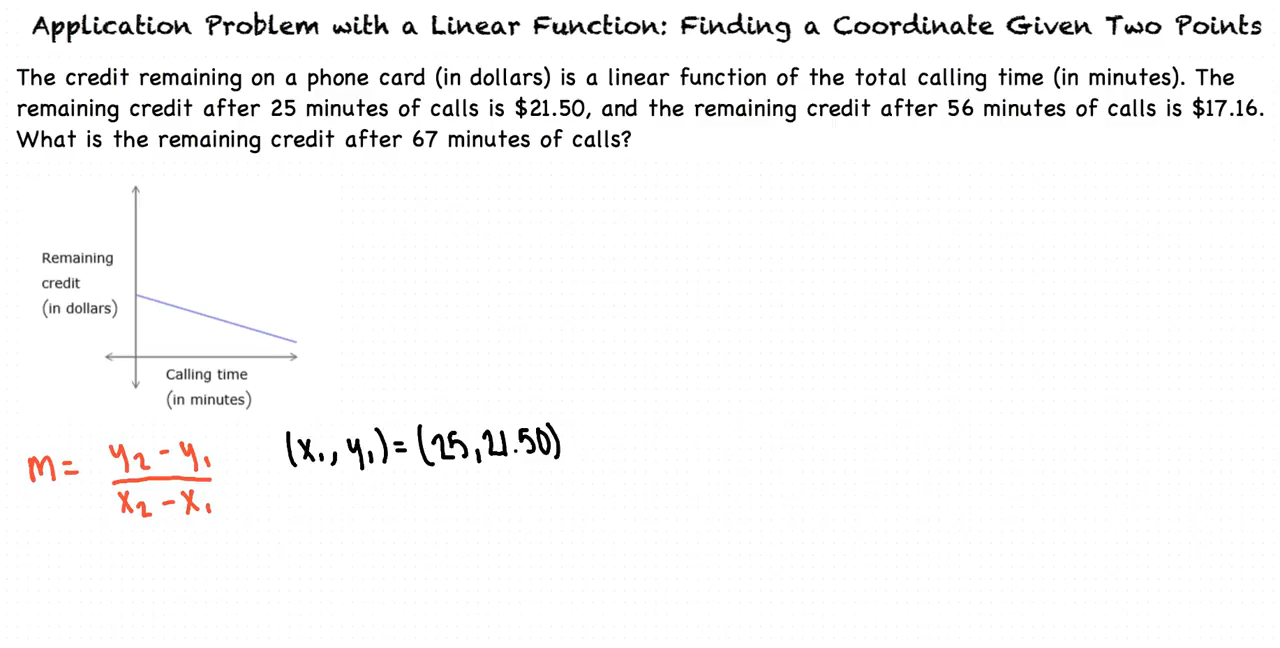 Application Problem with a Linear Function: Finding a Coordinate Given Two Points
The credit remaining on a phone card (in dollars) is a linear function of the total calling time (in minutes). The
remaining credit after 25 minutes of calls is $21.50, and the remaining credit after 56 minutes of calls is $17.16.
What is the remaining credit after 67 minutes of calls?
Remaining
credit
(in dollars)
Calling time
(in minutes)
m = y₂ - y₁ / x₂ - x₁
(x₁, y₁) = (25, 21.50)